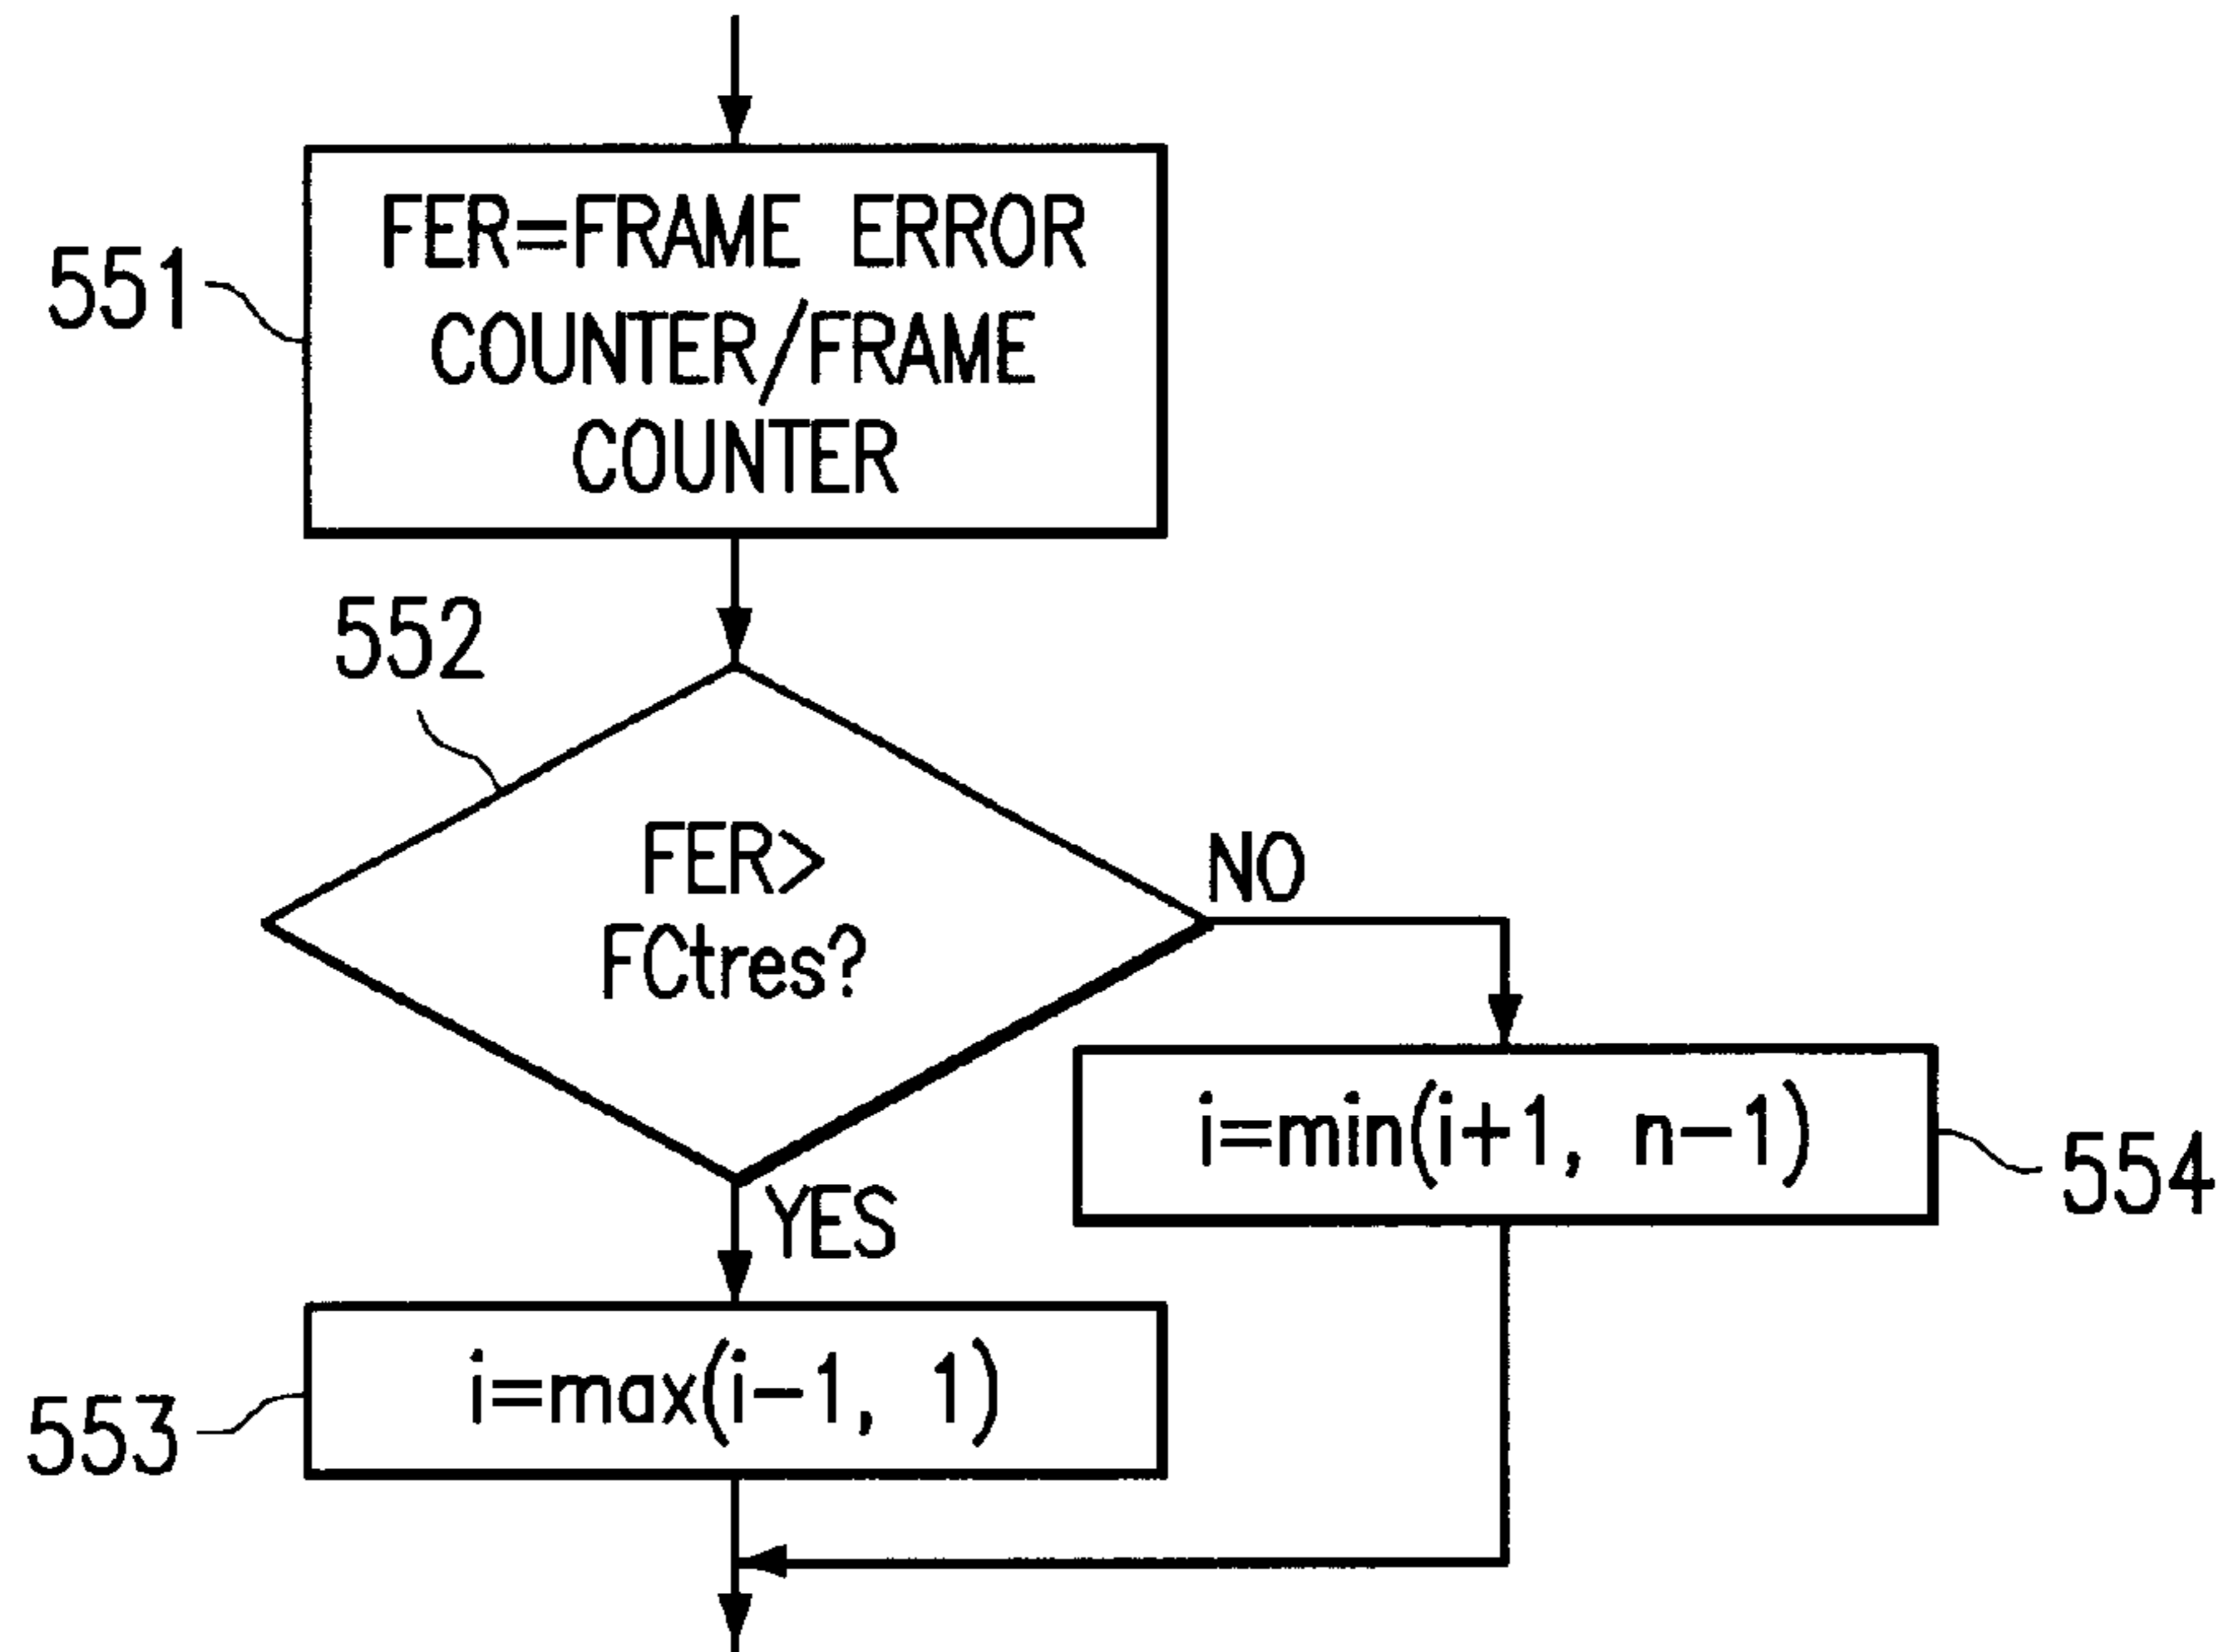 551
FER=FRAME ERROR
COUNTER/FRAME
COUNTER
552
FER>
FCtres?
NO
i=min(i+1, n-1)
554
YES
553
i=max(i-1, 1)